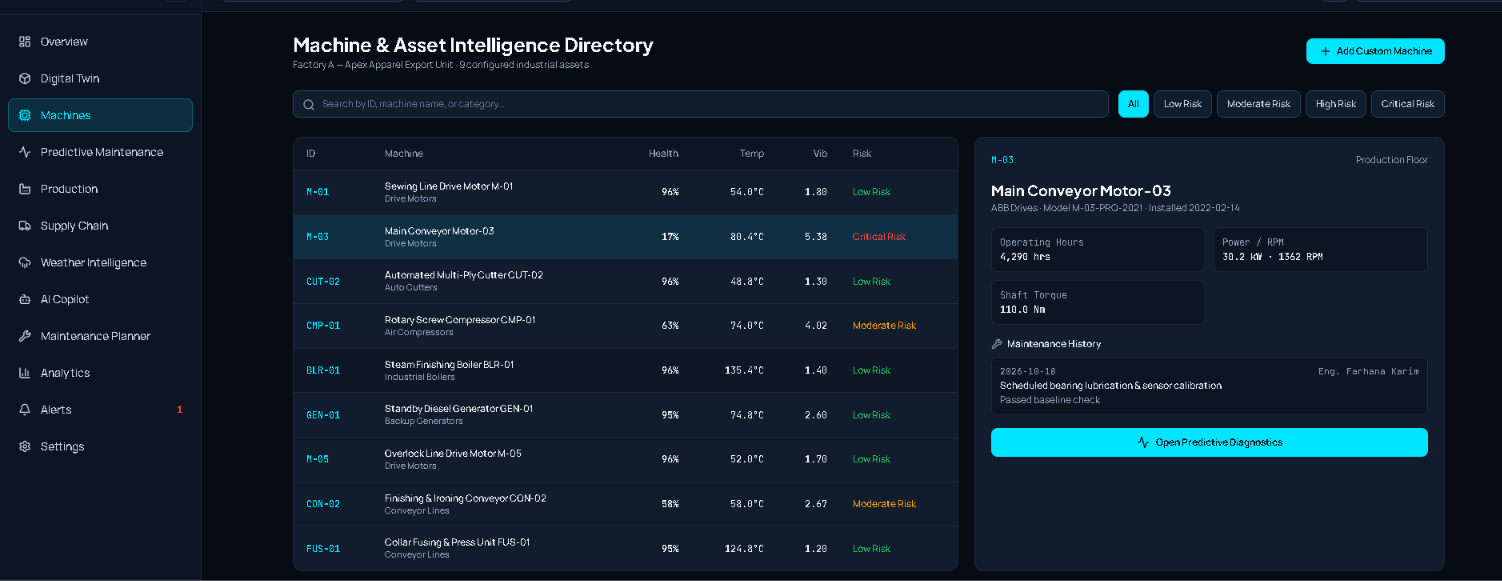 Overview
Digital Twin
Machines
Predictive Maintenance
Production
Supply Chain
Weather Intelligence
AI Copilot
Maintenance Planner
Analytics
Alerts 1
Settings
Machine & Asset Intelligence Directory
Factory A — Apex Apparel Export Unit · 9 configured industrial assets
+ Add Custom Machine
Search by ID, machine name, or category...
All Low Risk Moderate Risk High Risk Critical Risk
ID Machine Health Temp Vib Risk
M-01 Sewing Line Drive Motor M-01 96% 54.0°C 1.80 Low Risk
Drive Motors
M-03 Main Conveyor Motor-03 17% 80.4°C 5.38 Critical Risk
Drive Motors
CUT-02 Automated Multi-Ply Cutter CUT-02 96% 48.8°C 1.30 Low Risk
Auto Cutters
CMP-01 Rotary Screw Compressor CMP-01 63% 74.0°C 4.02 Moderate Risk
Air Compressors
BLR-01 Steam Finishing Boiler BLR-01 96% 135.4°C 1.40 Low Risk
Industrial Boilers
GEN-01 Standby Diesel Generator GEN-01 95% 74.8°C 2.60 Low Risk
Backup Generators
M-05 Overlock Line Drive Motor M-05 96% 52.0°C 1.70 Low Risk
Drive Motors
CON-02 Finishing & Ironing Conveyor CON-02 58% 58.0°C 2.67 Moderate Risk
Conveyor Lines
FUS-01 Collar Fusing & Press Unit FUS-01 95% 124.8°C 1.20 Low Risk
Conveyor Lines
M-03 Production Floor
Main Conveyor Motor-03
ABB Drives · Model M-03-PRO-2021 · Installed 2022-02-14
Operating Hours
4,290 hrs
Power / RPM
30.2 kW · 1362 RPM
Shaft Torque
110.0 Nm
Maintenance History
2026-10-18 Eng. Farhana Karim
Scheduled bearing lubrication & sensor calibration
Passed baseline check
Open Predictive Diagnostics